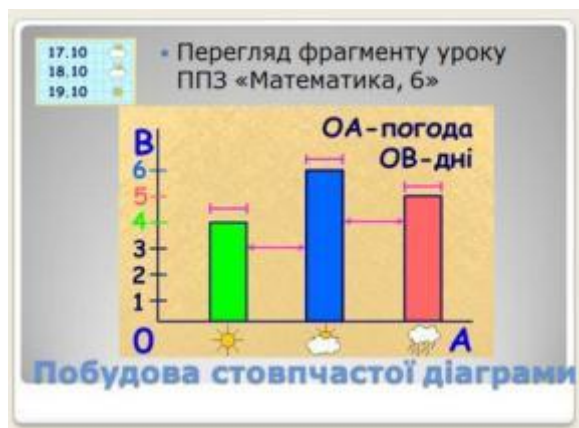 17.10
18.10
19.10
Перегляд фрагменту уроку
ППЗ «Математика, 6»
ОА-погода
ОВ-дні
В
6
5
4
3
2
1
0
А
Побудова стовпчастої діаграми